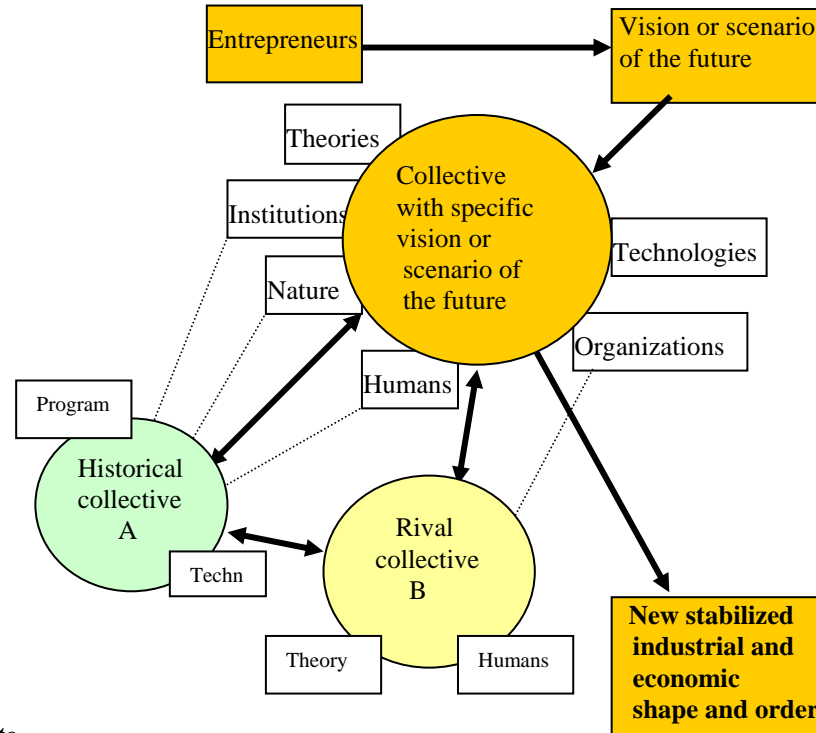 Entrepreneurs
Vision or scenario
of the future
Theories
Institutions
Nature
Humans
Collective
with specific
vision or
scenario of
the future
Technologies
Organizations
Program
Historical
collective
A
Techn
Rival
collective
B
Theory
Humans
New stabilized
industrial and
economic
shape and order